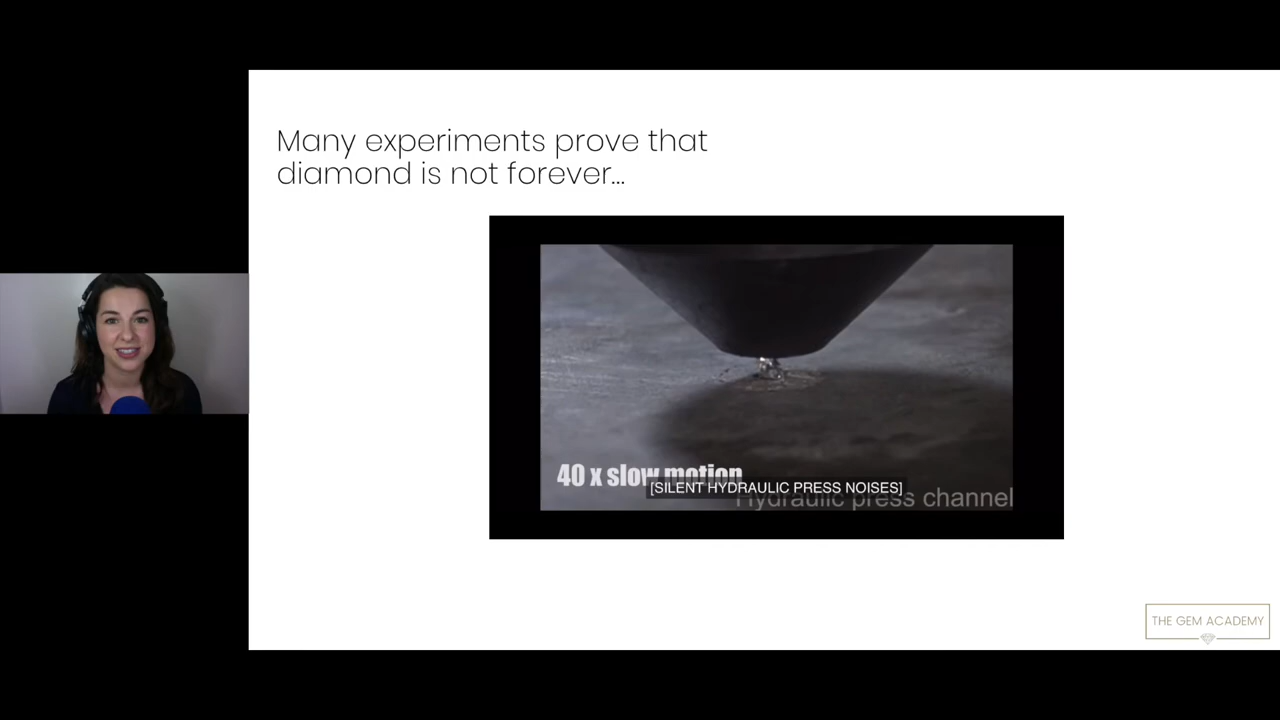 Many experiments prove that
diamond is not forever...
40 x slow motion
[SILENT HYDRAULIC PRESS NOISES]
Hydraulic press channel
THE GEM ACADEMY